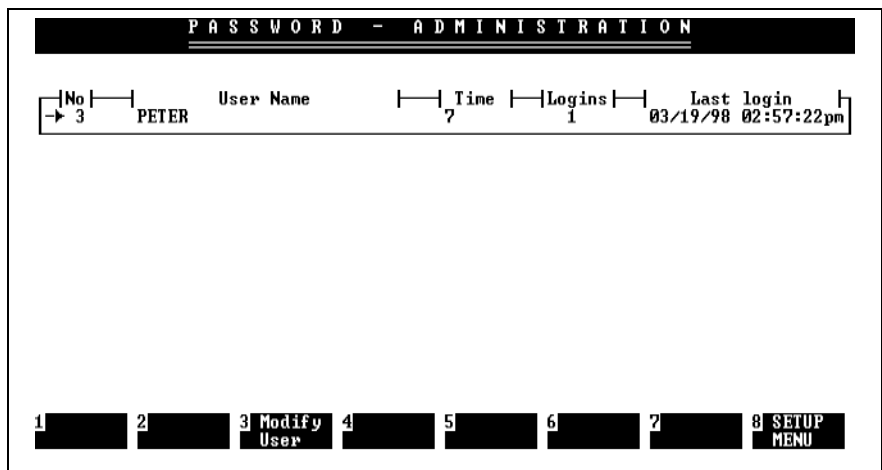 PASSWORD - ADMINISTRATION
No User Name Time Logins Last login
3 PETER 7 1 03/19/98 02:57:22pm
1 2 3 Modify 4 5 6 7 8 SETUP
User MENU